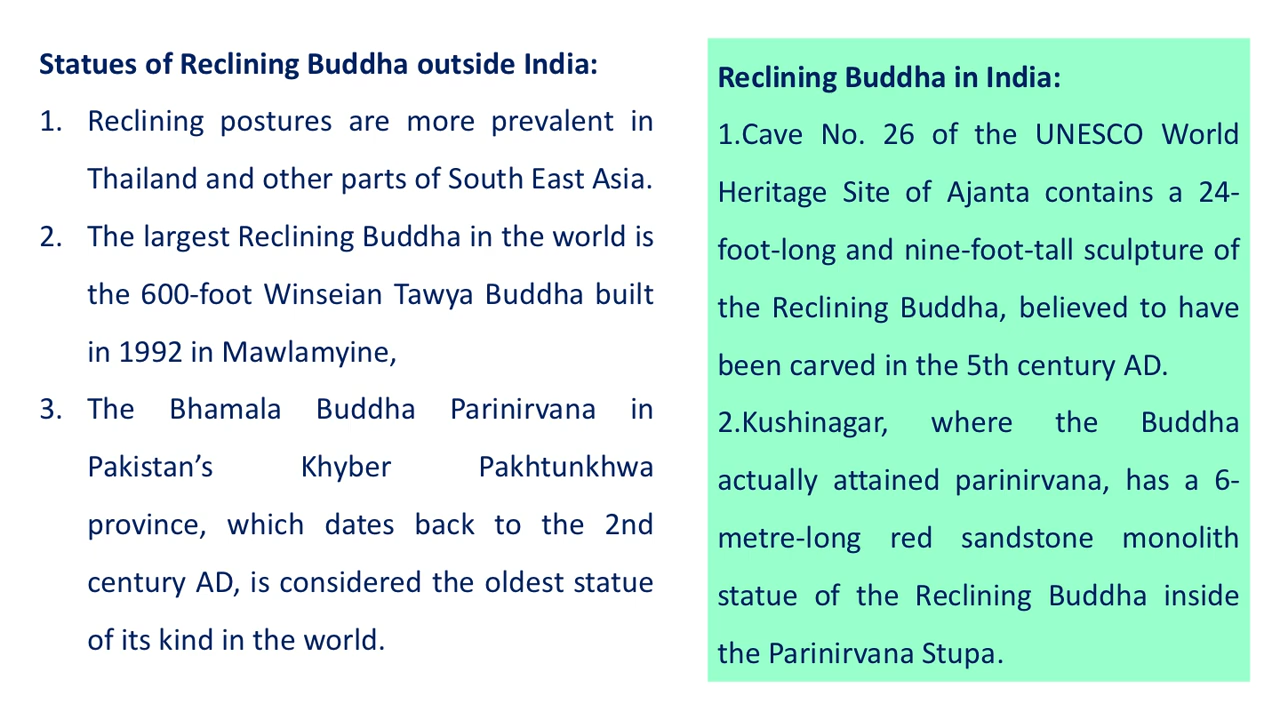 Statues of Reclining Buddha outside India:
1. Reclining postures are more prevalent in
Thailand and other parts of South East Asia.
2. The largest Reclining Buddha in the world is
the 600-foot Winseian Tawya Buddha built
in 1992 in Mawlamyine,
3. The Bhamala Buddha Parinirvana in
Pakistan’s Khyber Pakhtunkhwa
province, which dates back to the 2nd
century AD, is considered the oldest statue
of its kind in the world.
Reclining Buddha in India:
1.Cave No. 26 of the UNESCO World
Heritage Site of Ajanta contains a 24-
foot-long and nine-foot-tall sculpture of
the Reclining Buddha, believed to have
been carved in the 5th century AD.
2.Kushinagar, where the Buddha
actually attained parinirvana, has a 6-
metre-long red sandstone monolith
statue of the Reclining Buddha inside
the Parinirvana Stupa.